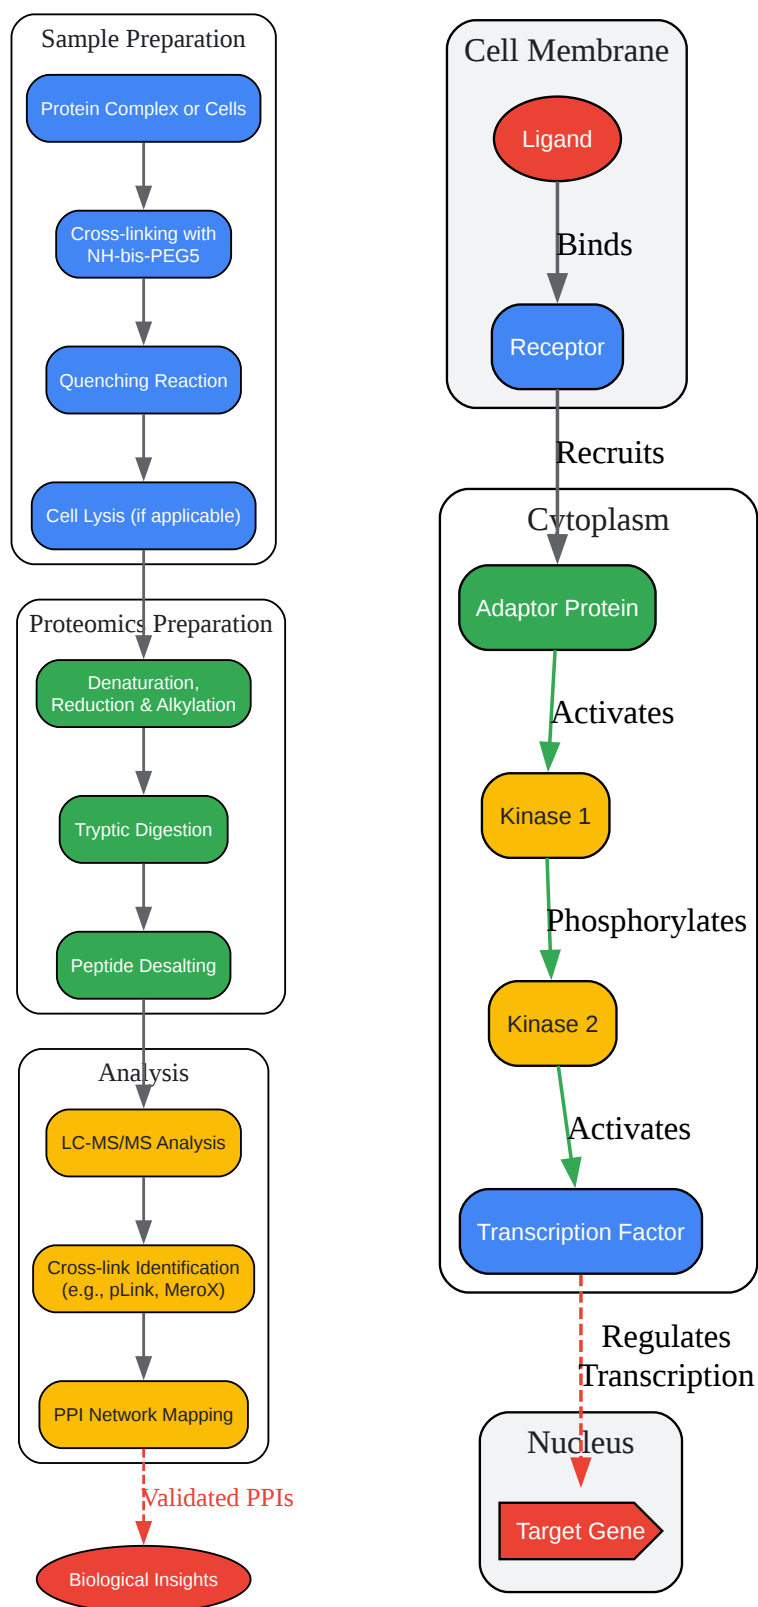 Sample Preparation
Protein Complex or Cells
Cross-linking with
NH-bis-PEG5
Quenching Reaction
Cell Lysis (if applicable)
Proteomics Preparation
Denaturation,
Reduction & Alkylation
Tryptic Digestion
Peptide Desalting
Analysis
LC-MS/MS Analysis
Cross-link Identification
(e.g., pLink, MeroX)
PPI Network Mapping
Validated PPIs
Biological Insights
Cell Membrane
Ligand
Binds
Receptor
Recruits
Cytoplasm
Adaptor Protein
Activates
Kinase 1
Phosphorylates
Kinase 2
Activates
Transcription Factor
Regulates
Transcription
Nucleus
Target Gene